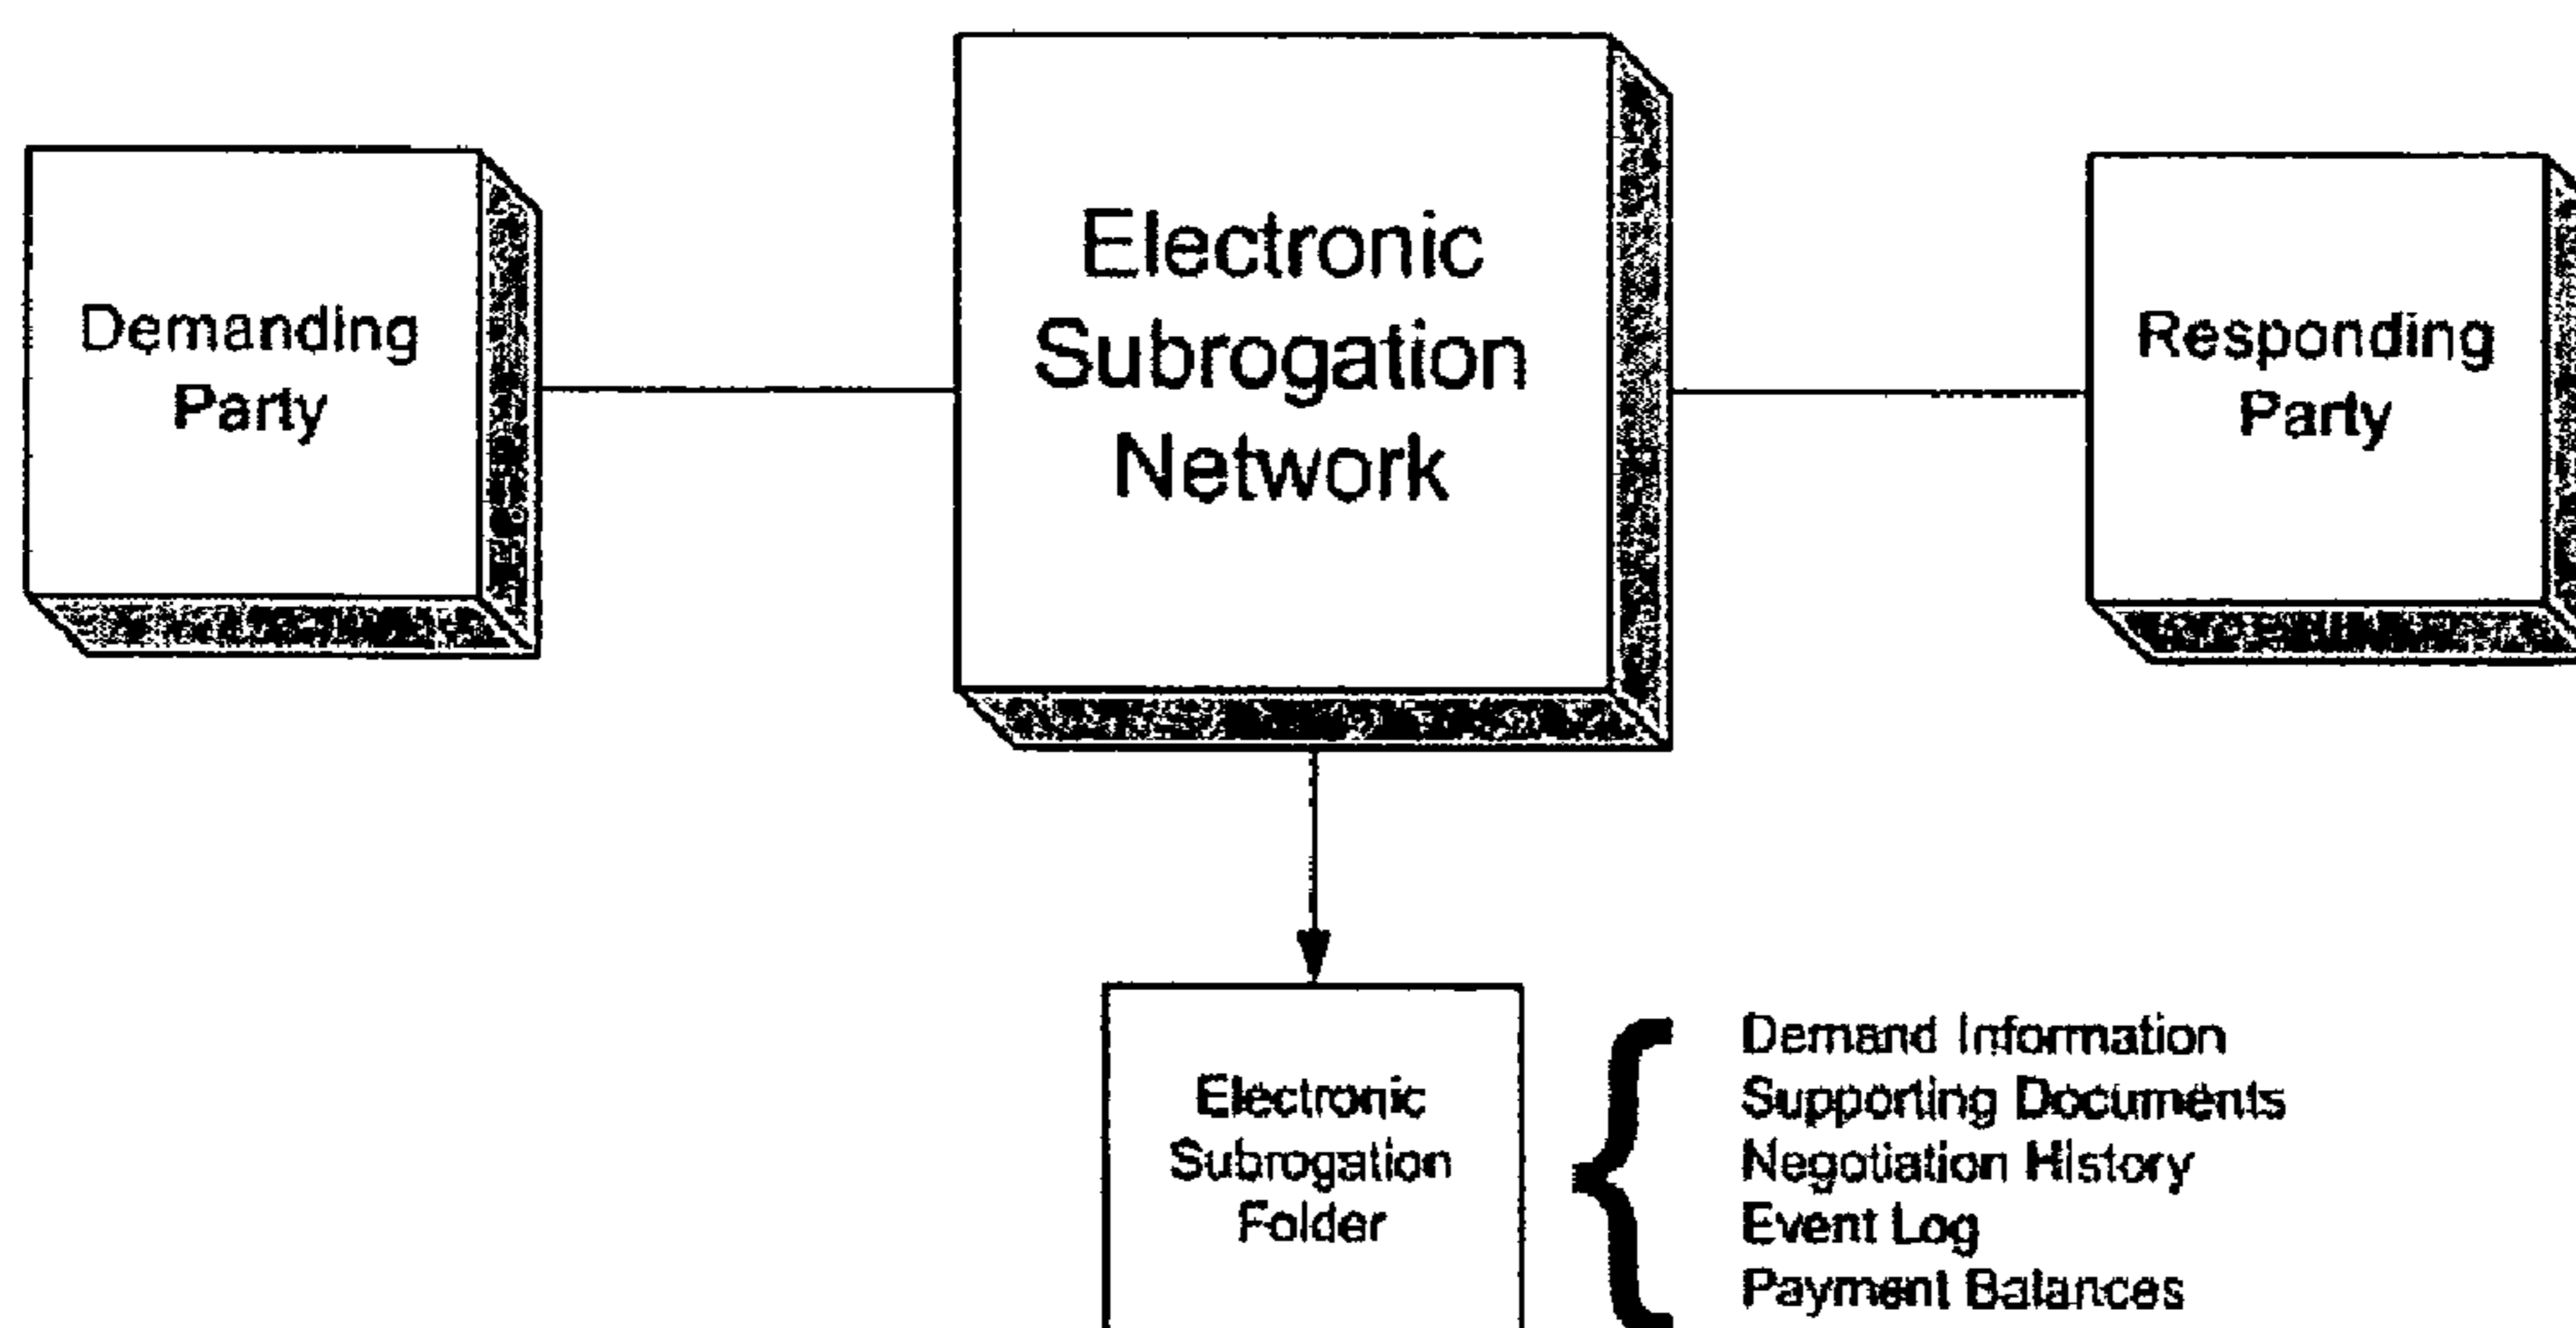 Demanding
Party
Electronic
Subrogation
Network
Responding
Party
Electronic
Subrogation
Folder
Demand Information
Supporting Documents
Negotiation History
Event Log
Payment Balances